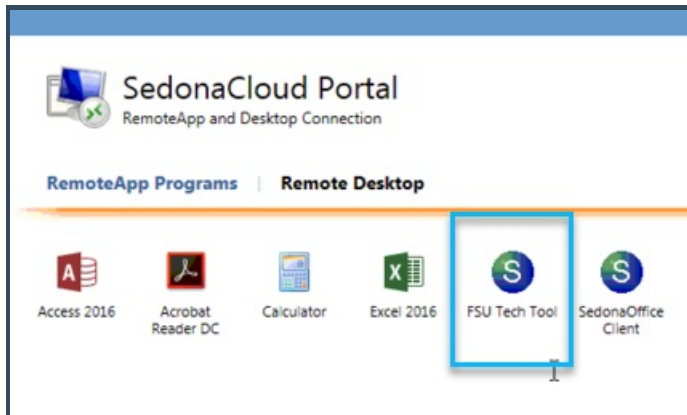 SedonaCloud Portal
RemoteApp and Desktop Connection
RemoteApp Programs | Remote Desktop
Access 2016
Acrobat
Reader DC
Calculator
Excel 2016
FSU Tech Tool
SedonaOffice
Client